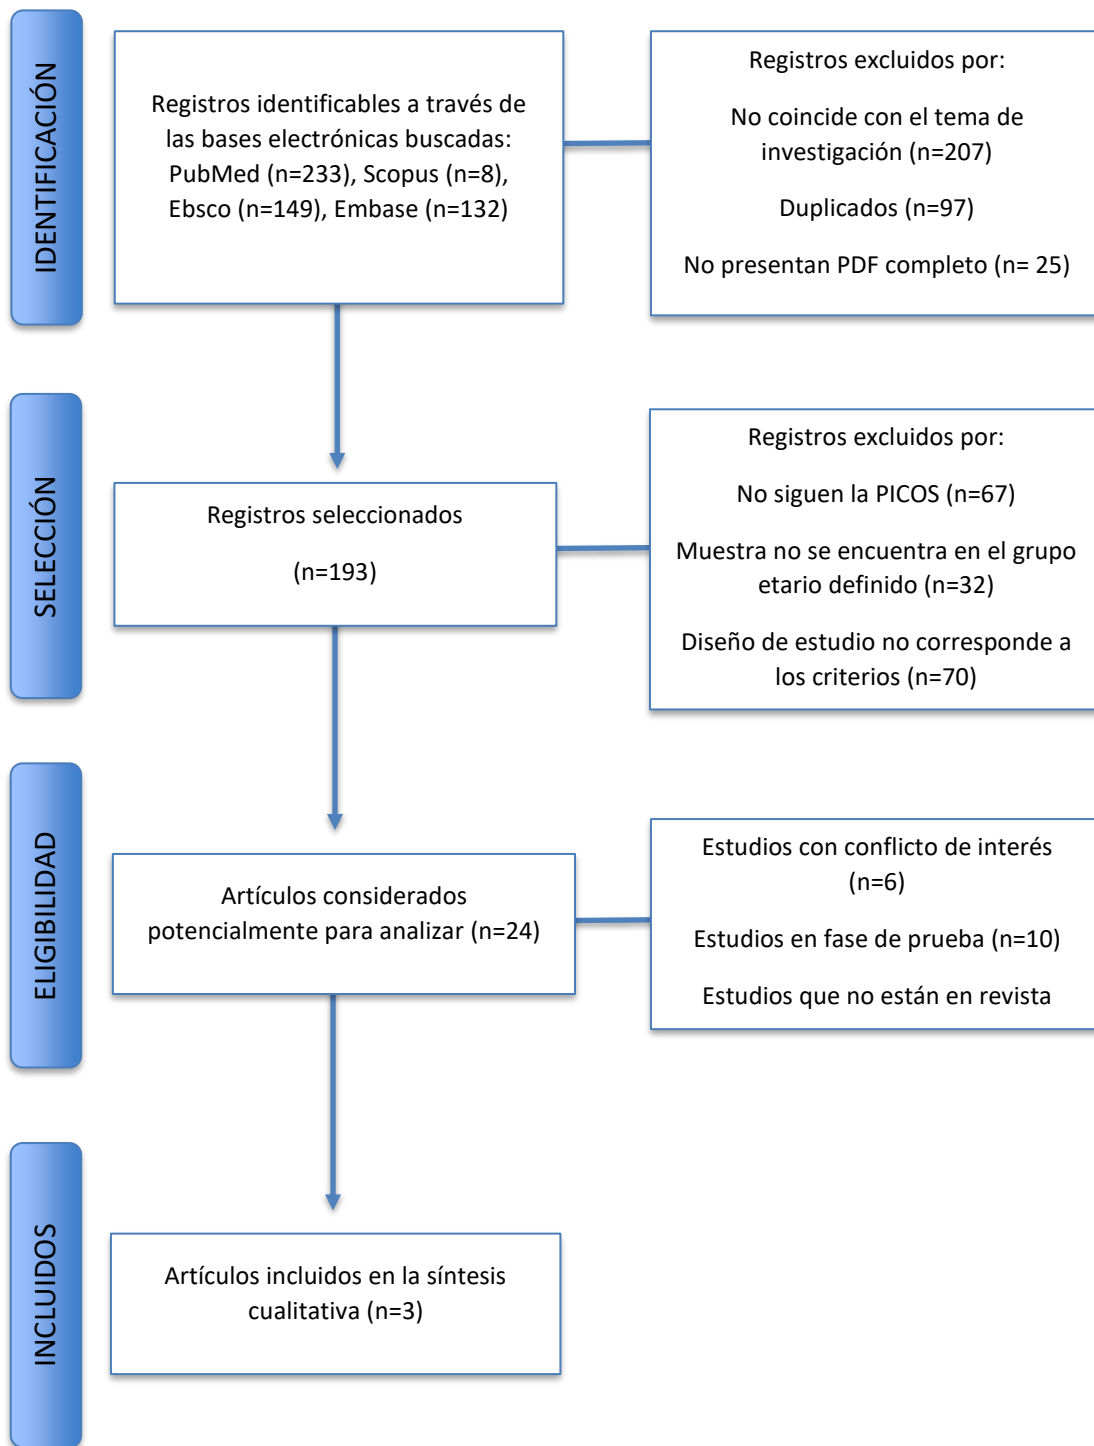 IDENTIFICACIÓN
Registros identificables a través de
las bases electrónicas buscadas:
PubMed (n=233), Scopus (n=8),
Ebsco (n=149), Embase (n=132)
Registros excluidos por:
No coincide con el tema de
investigación (n=207)
Duplicados (n=97)
No presentan PDF completo (n= 25)
SELECCIÓN
Registros seleccionados
(n=193)
Registros excluidos por:
No siguen la PICOS (n=67)
Muestra no se encuentra en el grupo
etario definido (n=32)
Diseño de estudio no corresponde a
los criterios (n=70)
ELIGIBILIDAD
Artículos considerados
potencialmente para analizar (n=24)
Estudios con conflicto de interés
(n=6)
Estudios en fase de prueba (n=10)
Estudios que no están en revista
INCLUIDOS
Artículos incluidos en la síntesis
cualitativa (n=3)